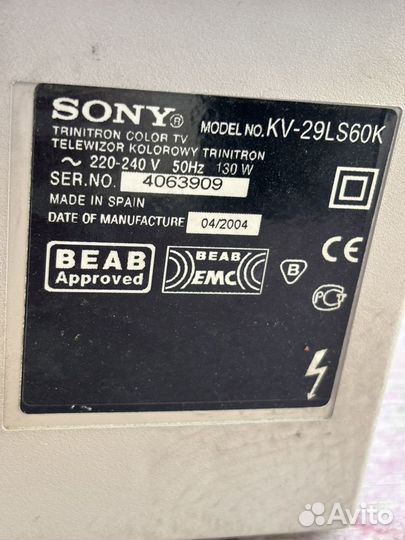 SONY®
MODEL NO. KV-29LS60K
TRINITRON COLOR TV
TELEWIZOR KOLOROWY TRINITRON
~ 220-240 V 50Hz 130 W
SER.NO. 4063909
MADE IN SPAIN
DATE OF MANUFACTURE 04/2004
BEAB
Approved
BEAB
EMC
B
CE
PC
Avito